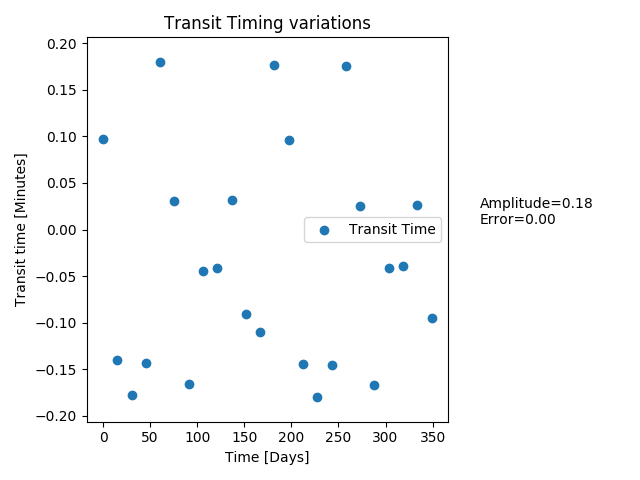 Transit Timing variations
0.20
0.15
0.10
0.05
0.00
−0.05
−0.10
−0.15
−0.20
Transit time [Minutes]
Transit Time
Amplitude=0.18
Error=0.00
0 50 100 150 200 250 300 350
Time [Days]